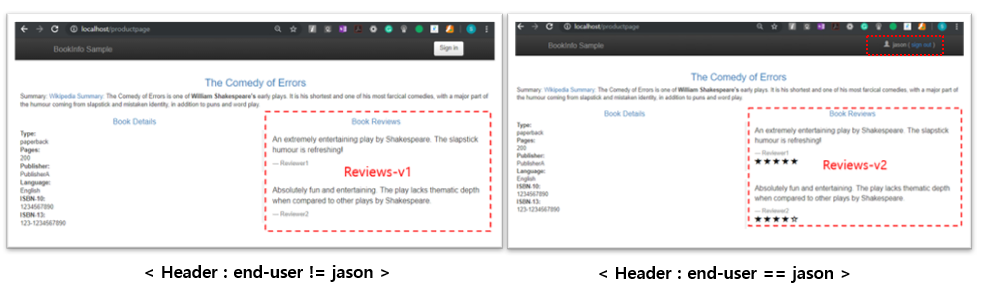 localhost/productpage
BookInfo Sample
Sign in
The Comedy of Errors
Summary: Wikipedia Summary: The Comedy of Errors is one of William Shakespeare's early plays. It is his shortest and one of his most farcical comedies, with a major part of
the humour coming from slapstick and mistaken identity, in addition to puns and word play.
Book Details
Type:
paperback
Pages:
200
Publisher:
PublisherA
Language:
English
ISBN-10:
1234567890
ISBN-13:
123-1234567890
Book Reviews
An extremely entertaining play by Shakespeare. The slapstick
humour is refreshing!
— Reviewer1
Reviews-v1
Absolutely fun and entertaining. The play lacks thematic depth
when compared to other plays by Shakespeare.
— Reviewer2
< Header : end-user != jason >
localhost/productpage
BookInfo Sample
jason (sign out)
The Comedy of Errors
Summary: Wikipedia Summary: The Comedy of Errors is one of William Shakespeare's early plays. It is his shortest and one of his most farcical comedies, with a major part of
the humour coming from slapstick and mistaken identity, in addition to puns and word play.
Book Details
Type:
paperback
Pages:
200
Publisher:
PublisherA
Language:
English
ISBN-10:
1234567890
ISBN-13:
123-1234567890
Book Reviews
An extremely entertaining play by Shakespeare. The slapstick
humour is refreshing!
— Reviewer1
★★★★★
Reviews-v2
Absolutely fun and entertaining. The play lacks thematic depth
when compared to other plays by Shakespeare
— Reviewer2
★★★★☆
< Header : end-user == jason >